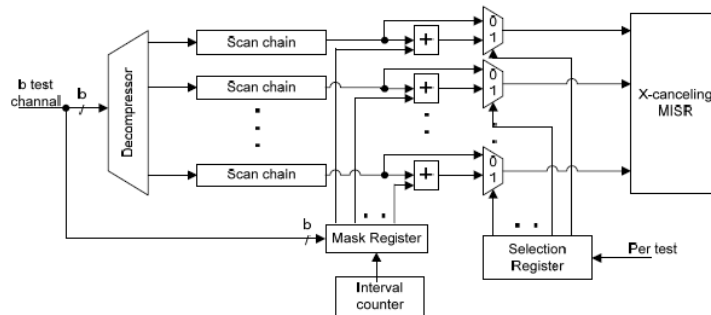 b test
channel
b
Decompressor
Scan chain
Scan chain
Scan chain
+
+
+
0
1
0
1
0
1
X-canceling
MISR
b
Mask Register
Interval
counter
Selection
Register
Per test